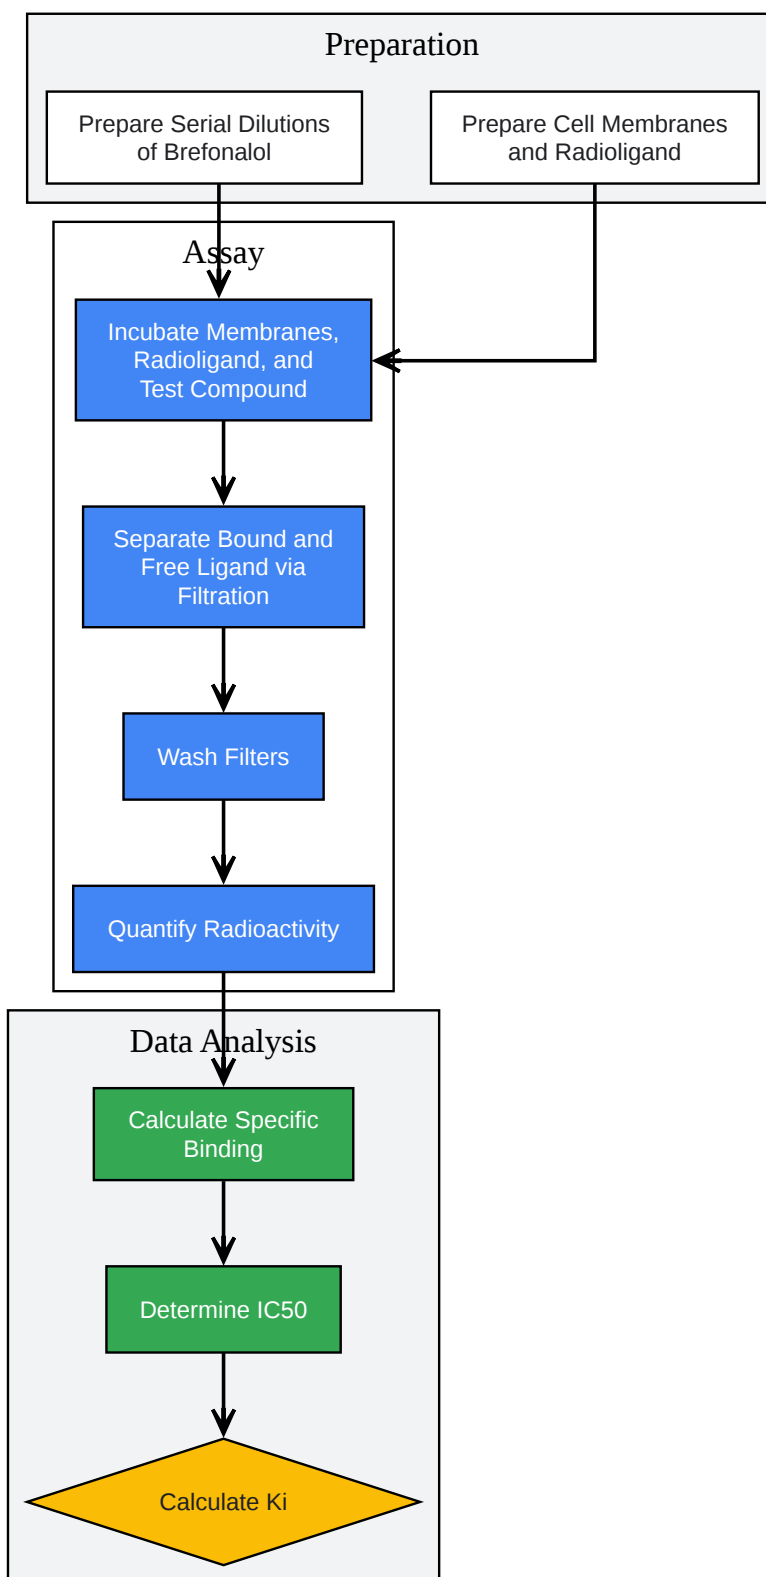 Preparation
Prepare Serial Dilutions
of Brefonalol
Prepare Cell Membranes
and Radioligand
Assay
Incubate Membranes,
Radioligand, and
Test Compound
Separate Bound and
Free Ligand via
Filtration
Wash Filters
Quantify Radioactivity
Data Analysis
Calculate Specific
Binding
Determine IC50
Calculate Ki